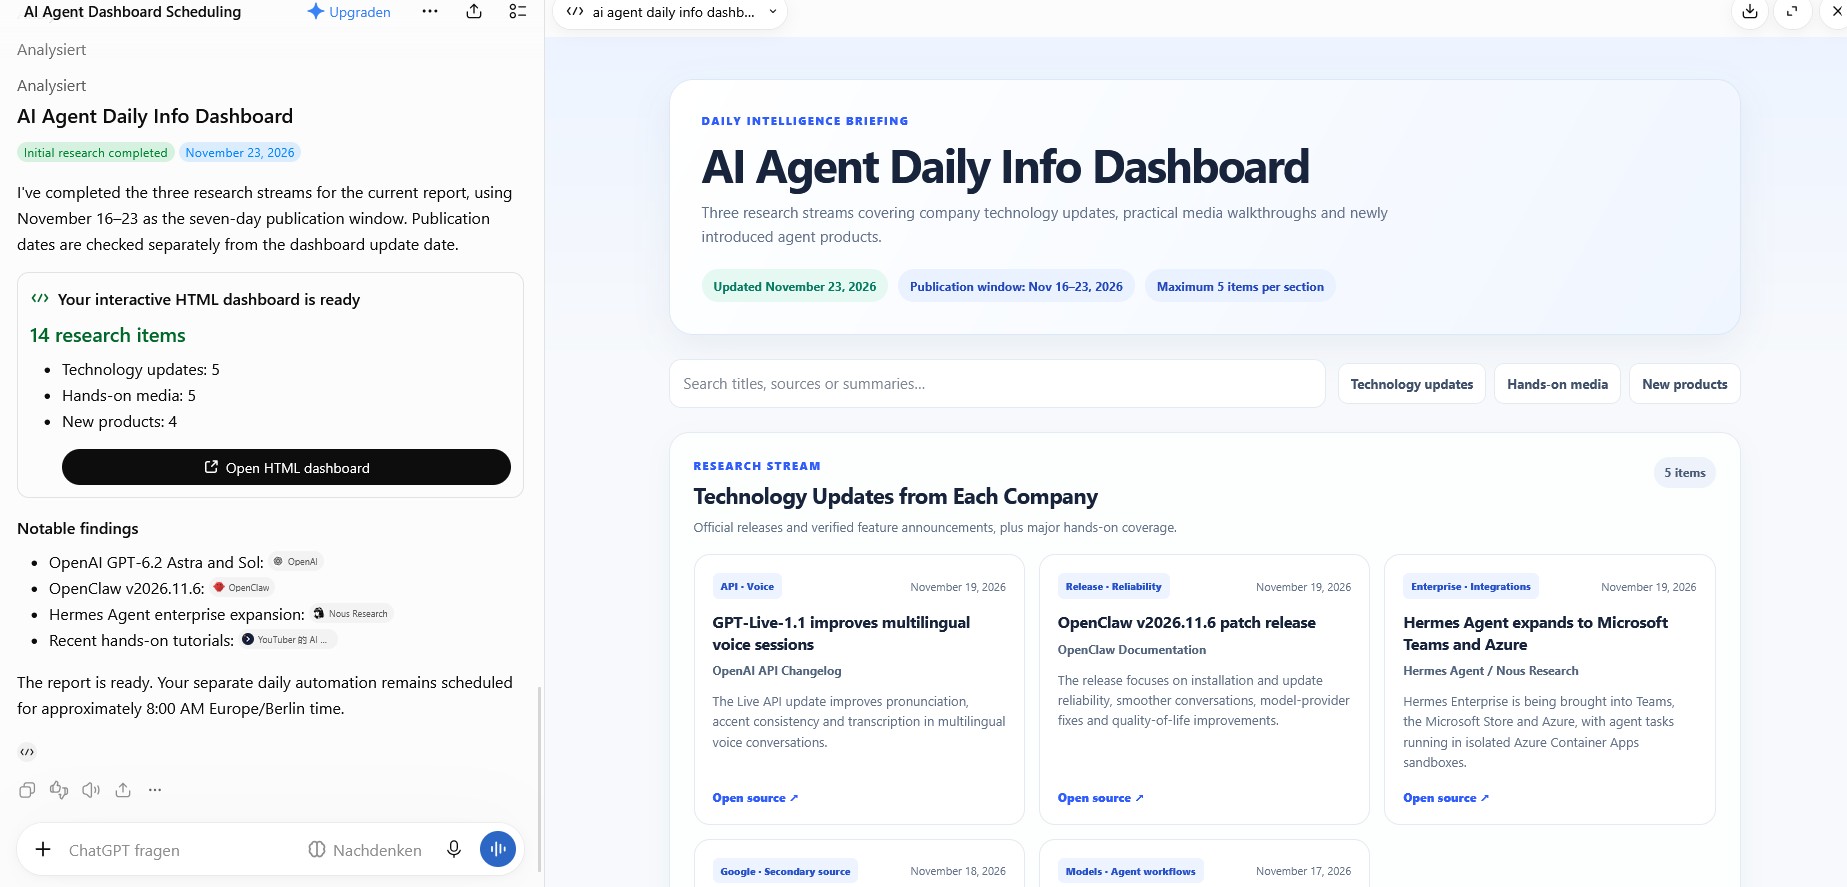 AI Agent Dashboard Scheduling
Upgraden
Analysiert
Analysiert
AI Agent Daily Info Dashboard
Initial research completed
November 23, 2026
I've completed the three research streams for the current report, using
November 16–23 as the seven-day publication window. Publication
dates are checked separately from the dashboard update date.
Your interactive HTML dashboard is ready
14 research items
• Technology updates: 5
• Hands-on media: 5
• New products: 4
Open HTML dashboard
Notable findings
• OpenAI GPT-6.2 Astra and Sol: OpenAI
• OpenClaw v2026.11.6: OpenClaw
• Hermes Agent enterprise expansion: Nous Research
• Recent hands-on tutorials: YouTuber 的 AI ...
The report is ready. Your separate daily automation remains scheduled
for approximately 8:00 AM Europe/Berlin time.
ChatGPT fragen
Nachdenken
ai agent daily info dashb...
DAILY INTELLIGENCE BRIEFING
AI Agent Daily Info Dashboard
Three research streams covering company technology updates, practical media walkthroughs and newly
introduced agent products.
Updated November 23, 2026
Publication window: Nov 16–23, 2026
Maximum 5 items per section
Search titles, sources or summaries...
Technology updates
Hands-on media
New products
RESEARCH STREAM
5 items
Technology Updates from Each Company
Official releases and verified feature announcements, plus major hands-on coverage.
API · Voice
November 19, 2026
GPT-Live-1.1 improves multilingual
voice sessions
OpenAI API Changelog
The Live API update improves pronunciation,
accent consistency and transcription in multilingual
voice conversations.
Open source ↗
Release · Reliability
November 19, 2026
OpenClaw v2026.11.6 patch release
OpenClaw Documentation
The release focuses on installation and update
reliability, smoother conversations, model-provider
fixes and quality-of-life improvements.
Open source ↗
Enterprise · Integrations
November 19, 2026
Hermes Agent expands to Microsoft
Teams and Azure
Hermes Agent / Nous Research
Hermes Enterprise is being brought into Teams,
the Microsoft Store and Azure, with agent tasks
running in isolated Azure Container Apps
sandboxes.
Open source ↗
Google · Secondary source
November 18, 2026
Models · Agent workflows
November 17, 2026